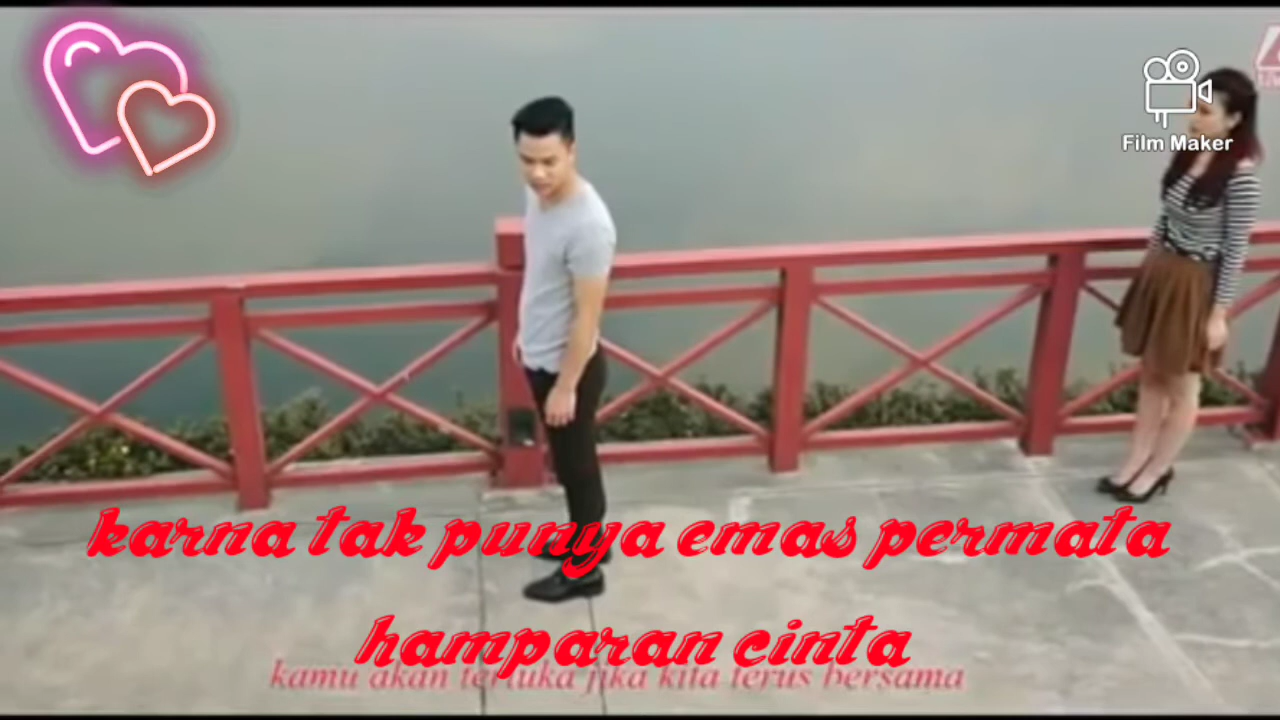 Film Maker
karna tak punya emas permata
hamparan cinta
kamu akan terluka jika kita terus bersama